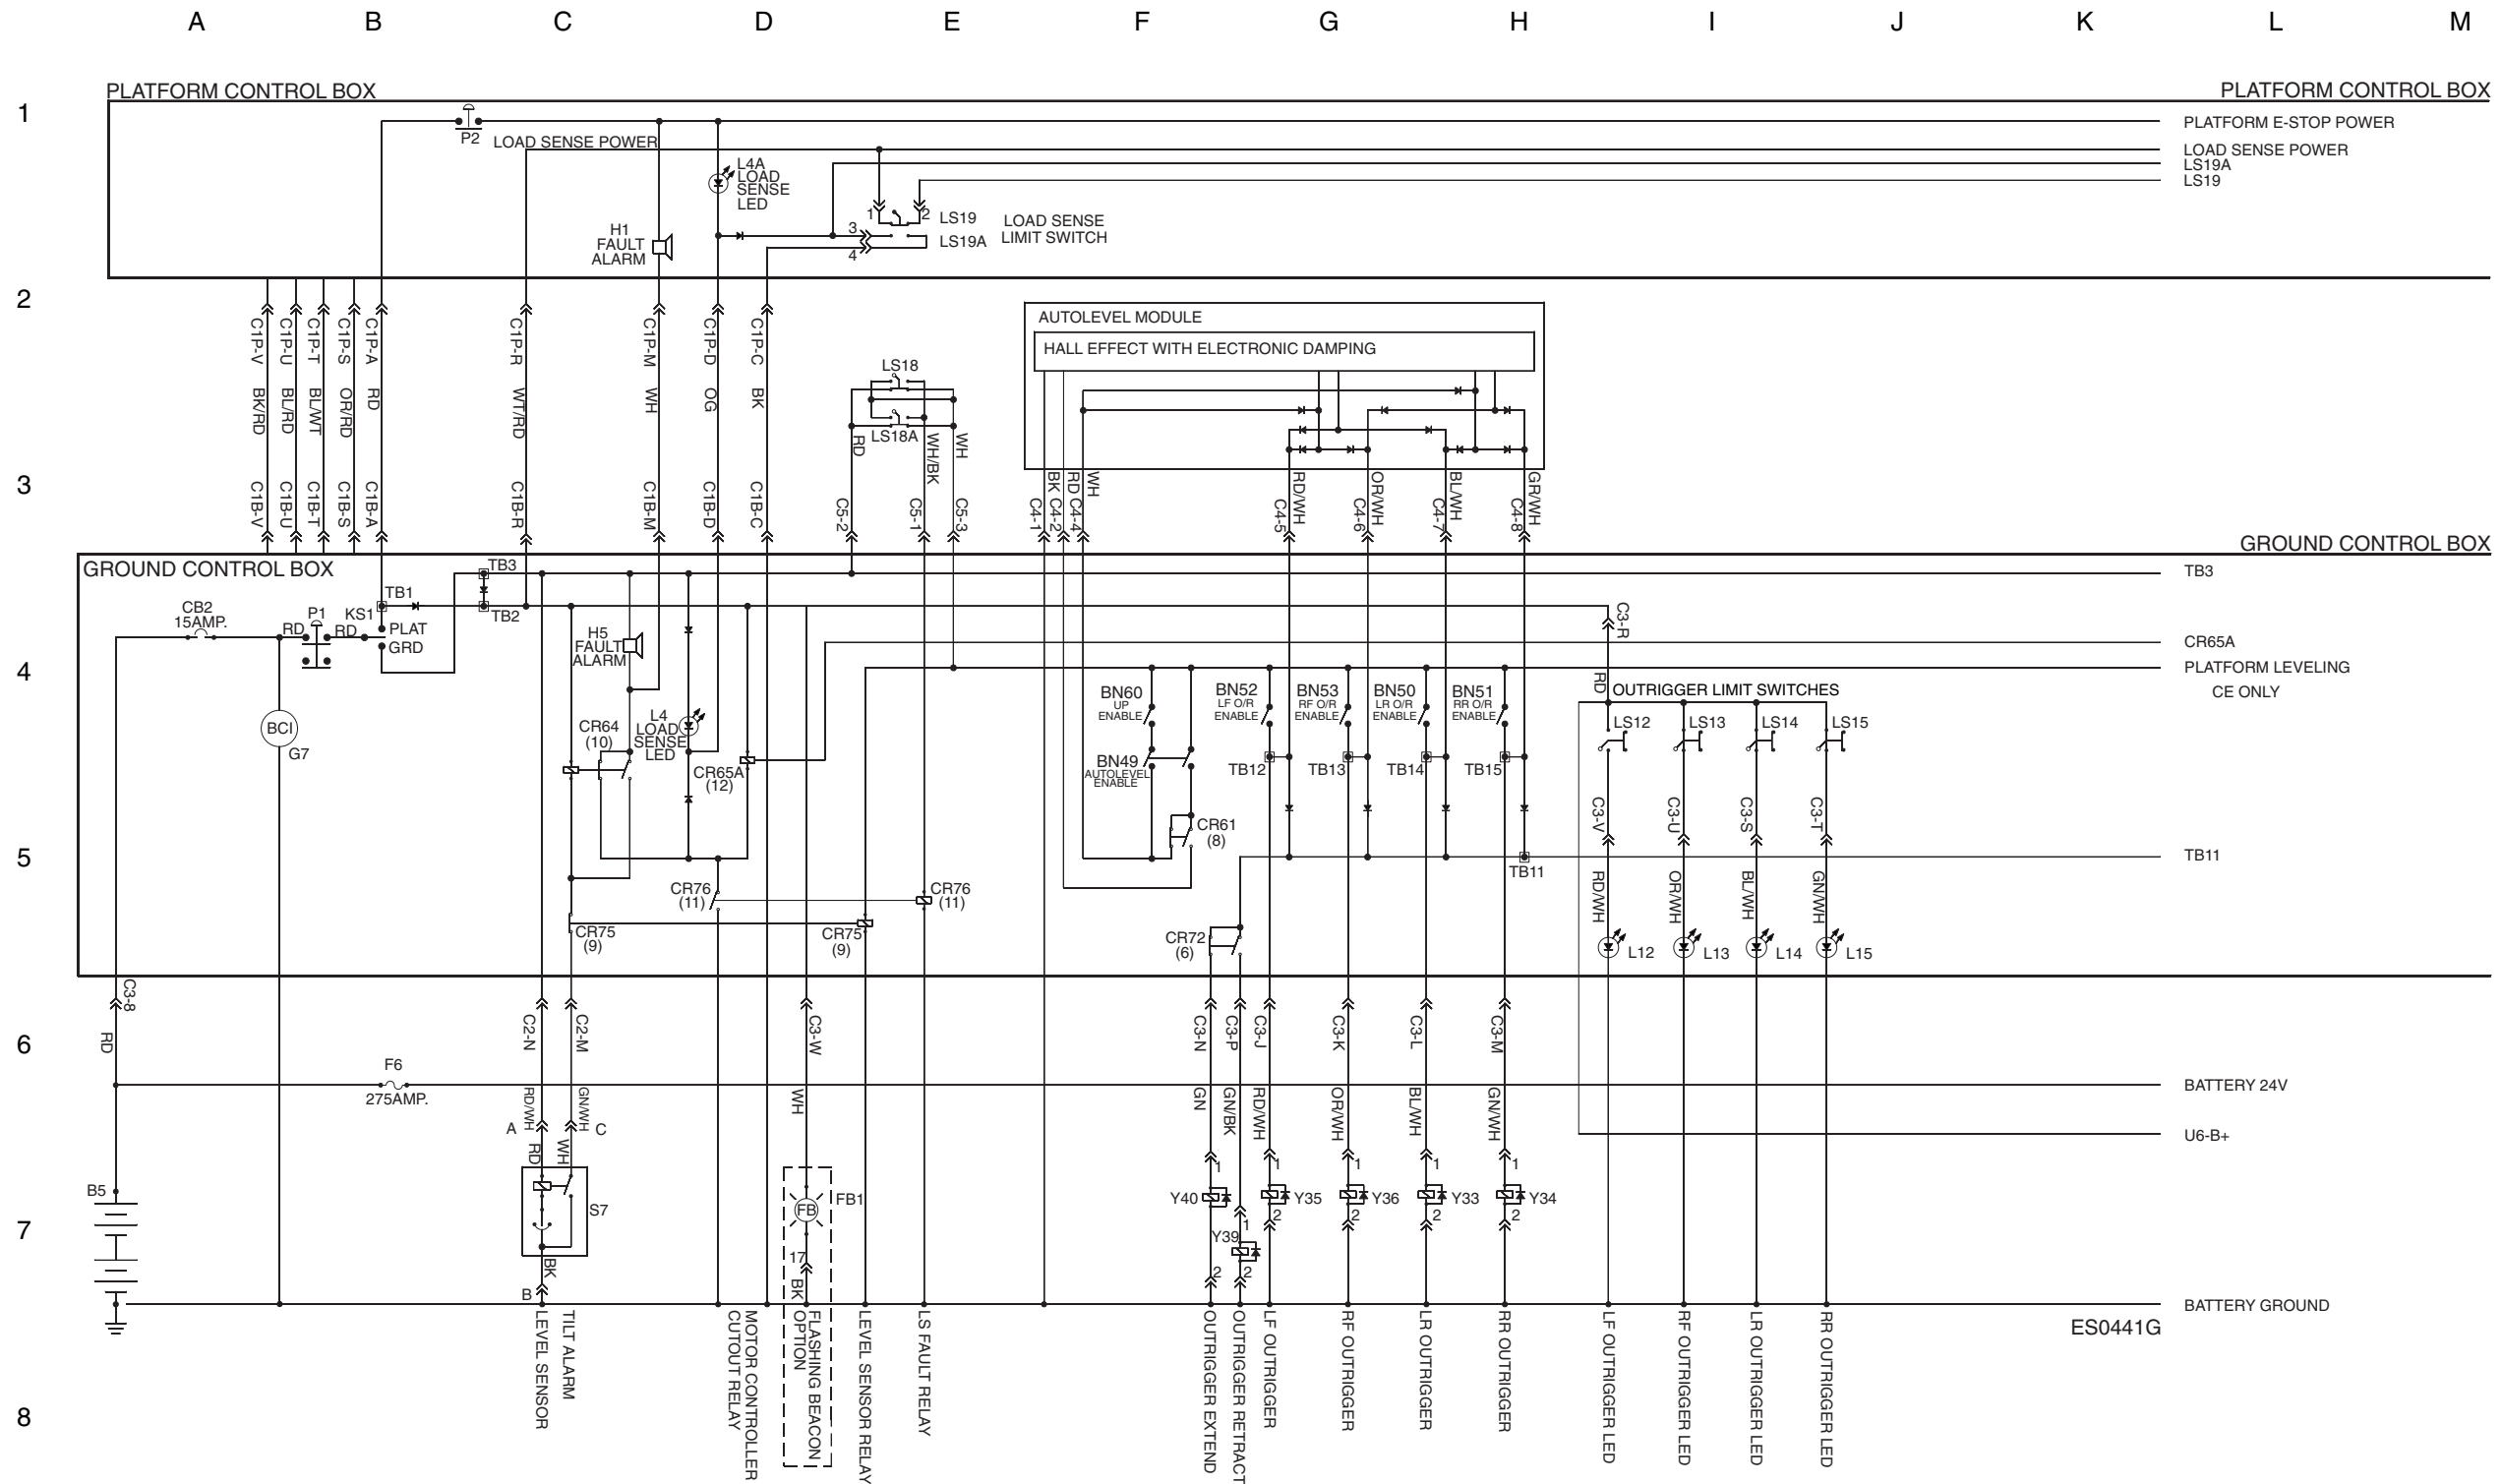 A B C D E F G H I J K L M
1
PLATFORM CONTROL BOX
PLATFORM CONTROL BOX
P2
LOAD SENSE POWER
PLATFORM E-STOP POWER
LOAD SENSE POWER
LS19A
LS19
L4A
LOAD
SENSE
LED
H1
FAULT
ALARM
1
2
3
4
LS19
LS19A
LOAD SENSE
LIMIT SWITCH
2
C1P-V
C1P-U
C1P-T
C1P-S
C1P-A
C1P-R
C1P-M
C1P-D
C1P-C
BK/RD
BL/RD
BL/WT
OR/RD
RD
WT/RD
WH
OG
BK
LS18
LS18A
RD
WH/BK
WH
AUTOLEVEL MODULE
HALL EFFECT WITH ELECTRONIC DAMPING
3
C1B-V
C1B-U
C1B-T
C1B-S
C1B-A
C1B-R
C1B-M
C1B-D
C1B-C
C5-2
C5-1
C5-3
C4-1
BK C4-2
RD C4-4
WH
RD/WH
C4-5
OR/WH
C4-6
BL/WH
C4-7
GR/WH
C4-8
GROUND CONTROL BOX
GROUND CONTROL BOX
TB3
TB3
TB1
TB2
CB2
15AMP.
P1
RD
RD
KS1
PLAT
GRD
H5
FAULT
ALARM
C3-R
CR65A
4
PLATFORM LEVELING
CE ONLY
RD
OUTRIGGER LIMIT SWITCHES
BCI
G7
CR64
(10)
L4
LOAD
SENSE
LED
CR65A
(12)
BN60
UP
ENABLE
BN52
LF O/R
ENABLE
BN53
RF O/R
ENABLE
BN50
LR O/R
ENABLE
BN51
RR O/R
ENABLE
LS12
LS13
LS14
LS15
BN49
AUTOLEVEL
ENABLE
TB12
TB13
TB14
TB15
CR61
(8)
C3-V
C3-U
C3-S
C3-T
5
TB11
TB11
CR76
(11)
CR76
(11)
CR75
(9)
CR75
(9)
CR72
(6)
RD/WH
OR/WH
BL/WH
GN/WH
L12
L13
L14
L15
C3-8
6
RD
C2-N
C2-M
C3-W
C3-N
C3-P
C3-J
C3-K
C3-L
C3-M
F6
275AMP.
BATTERY 24V
RD/WH
GN/WH
WH
GN
GN/BK
RD/WH
OR/WH
BL/WH
GN/WH
A
C
U6-B+
RD
WH
B5
S7
FB
FB1
Y40
1
2
Y35
1
2
Y36
1
2
Y33
1
2
Y34
1
2
7
Y39
1
2
17
BK
BK
B
BATTERY GROUND
ES0441G
8
LEVEL SENSOR
TILT ALARM
MOTOR CONTROLLER
CUTOUT RELAY
FLASHING BEACON
OPTION
LEVEL SENSOR RELAY
LS FAULT RELAY
OUTRIGGER EXTEND
OUTRIGGER RETRACT
LF OUTRIGGER
RF OUTRIGGER
LR OUTRIGGER
RR OUTRIGGER
LF OUTRIGGER LED
RF OUTRIGGER LED
LR OUTRIGGER LED
RR OUTRIGGER LED